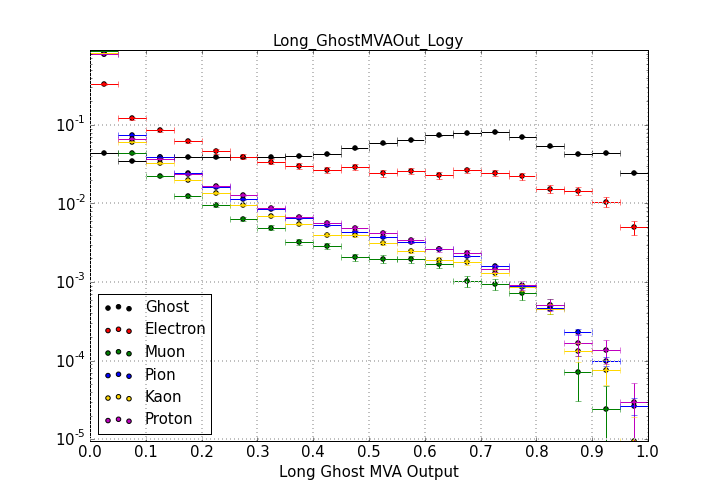 Long_GhostMVAOut_Logy
10^-1
10^-2
10^-3
10^-4
10^-5
Ghost
Electron
Muon
Pion
Kaon
Proton
0.0 0.1 0.2 0.3 0.4 0.5 0.6 0.7 0.8 0.9 1.0
Long Ghost MVA Output